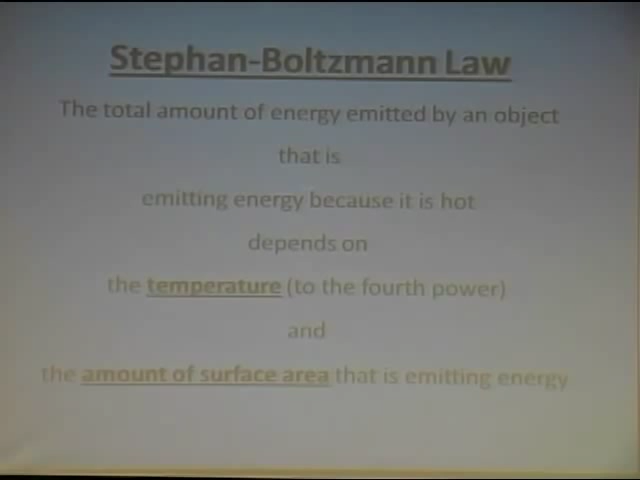 Stephan-Boltzmann Law
The total amount of energy emitted by an object
that is
emitting energy because it is hot
depends on
the temperature (to the fourth power)
and
the amount of surface area that is emitting energy